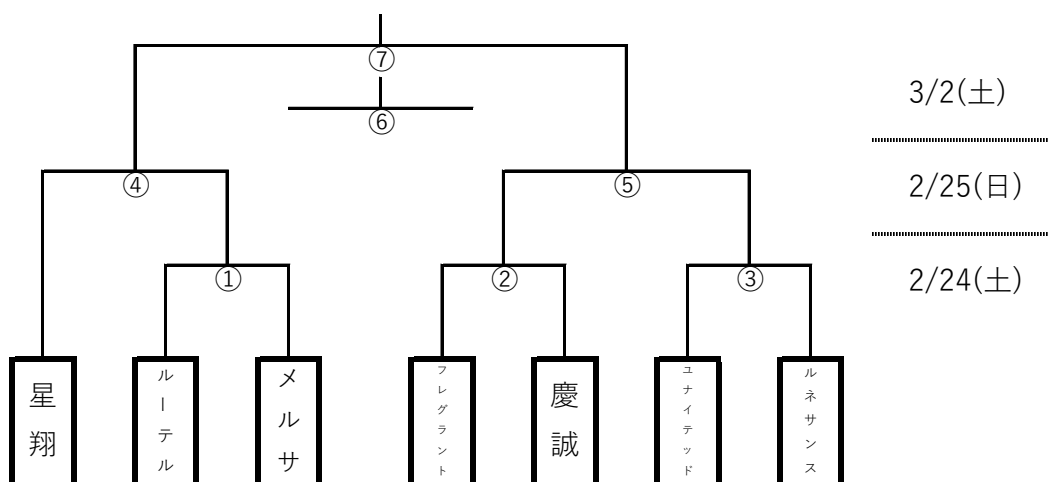 ⑦
3/2(土)
⑥
④
⑤
2/25(日)
①
②
③
2/24(土)
星翔
ルーテル
メルサ
フレグラント
慶誠
ユナイテッド
ルネサンス